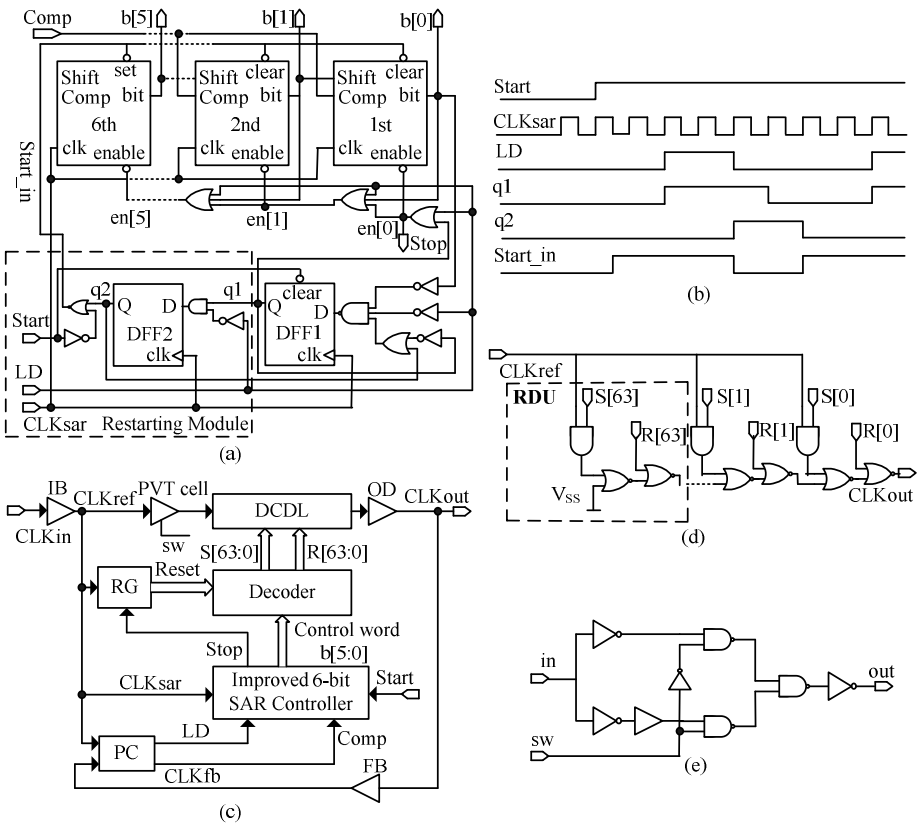 Comp
b[5]
b[1]
b[0]
set
clear
clear
Shift
Comp bit
6th
clk enable
Shift
Comp bit
2nd
clk enable
Shift
Comp bit
1st
clk enable
Start_in
en[5]
en[1]
en[0]
Stop
q2
q1
clear
Q D
DFF2
clk
Q D
DFF1
clk
Start
LD
CLKsar
Restarting Module
(a)
Start
CLKsar
LD
q1
q2
Start_in
(b)
CLKref
RDU
S[63]
S[1]
S[0]
R[63]
R[1]
R[0]
VSS
CLKout
(d)
IB
CLKref
PVT cell
DCDL
OD
CLKout
CLKin
sw
S[63:0]
R[63:0]
Reset
RG
Decoder
Control word
b[5:0]
Stop
Start
CLKsar
Improved 6-bit
SAR Controller
LD
Comp
PC
CLKfb
FB
(c)
in
out
sw
(e)